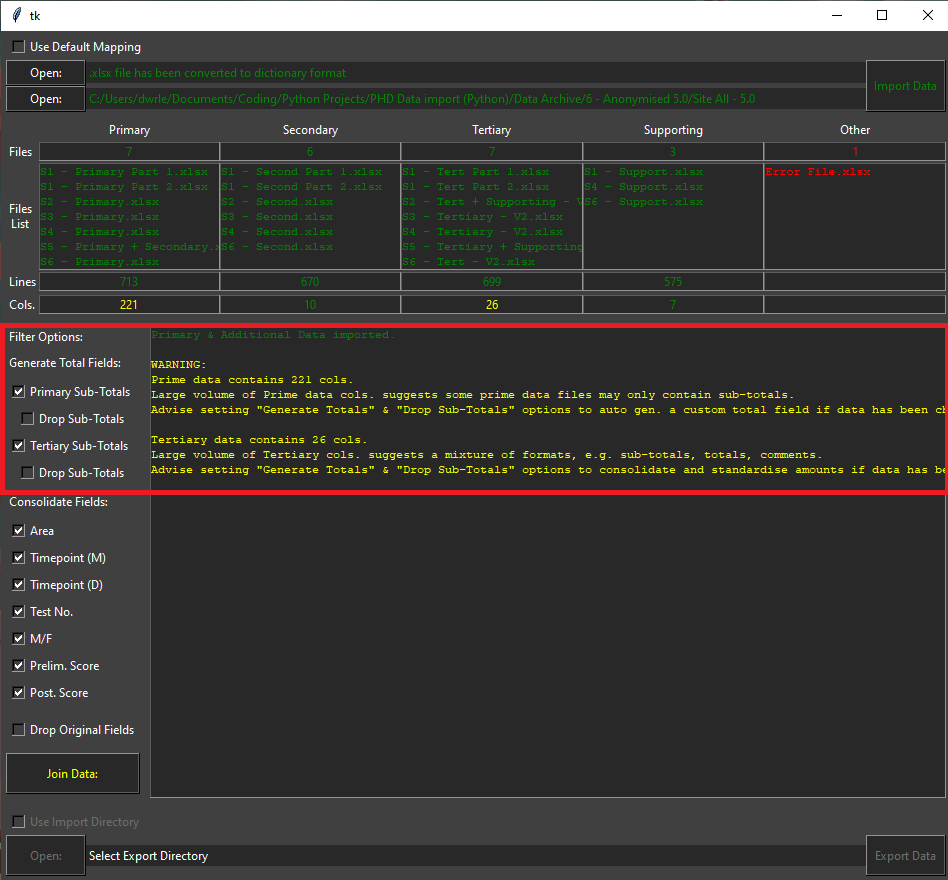 tk
Use Default Mapping
Open: .xlsx file has been converted to dictionary format
Import Data
Open: C:/Users/dwrle/Documents/Coding/Python Projects/PHD Data import (Python)/Data Archive/6 - Anonymised 5.0/Site All - 5.0
Primary Secondary Tertiary Supporting Other
Files 7 6 7 3 1
Files List
S1 - Primary Part 1.xlsx S1 - Second Part 1.xlsx S1 - Tert Part 1.xlsx S1 - Support.xlsx Error File.xlsx
S1 - Primary Part 2.xlsx S1 - Second Part 2.xlsx S1 - Tert Part 2.xlsx S4 - Support.xlsx
S2 - Primary.xlsx S2 - Second.xlsx S2 - Tert + Supporting - V S6 - Support.xlsx
S3 - Primary.xlsx S3 - Second.xlsx S3 - Tertiary - V2.xlsx
S4 - Primary.xlsx S4 - Second.xlsx S4 - Tertiary - V2.xlsx
S5 - Primary + Secondary.x S6 - Second.xlsx S5 - Tertiary + Supporting
S6 - Primary.xlsx S6 - Tert - V2.xlsx
Lines 713 670 699 575
Cols. 221 10 26 7
Filter Options:
Generate Total Fields:
Primary Sub-Totals
Drop Sub-Totals
Tertiary Sub-Totals
Drop Sub-Totals
Primary & Additional Data imported.
WARNING:
Prime data contains 221 cols.
Large volume of Prime data cols. suggests some prime data files may only contain sub-totals.
Advise setting "Generate Totals" & "Drop Sub-Totals" options to auto gen. a custom total field if data has been ch
Tertiary data contains 26 cols.
Large volume of Tertiary cols. suggests a mixture of formats, e.g. sub-totals, totals, comments.
Advise setting "Generate Totals" & "Drop Sub-Totals" options to consolidate and standardise amounts if data has be
Consolidate Fields:
Area
Timepoint (M)
Timepoint (D)
Test No.
M/F
Prelim. Score
Post. Score
Drop Original Fields
Join Data:
Use Import Directory
Open: Select Export Directory Export Data